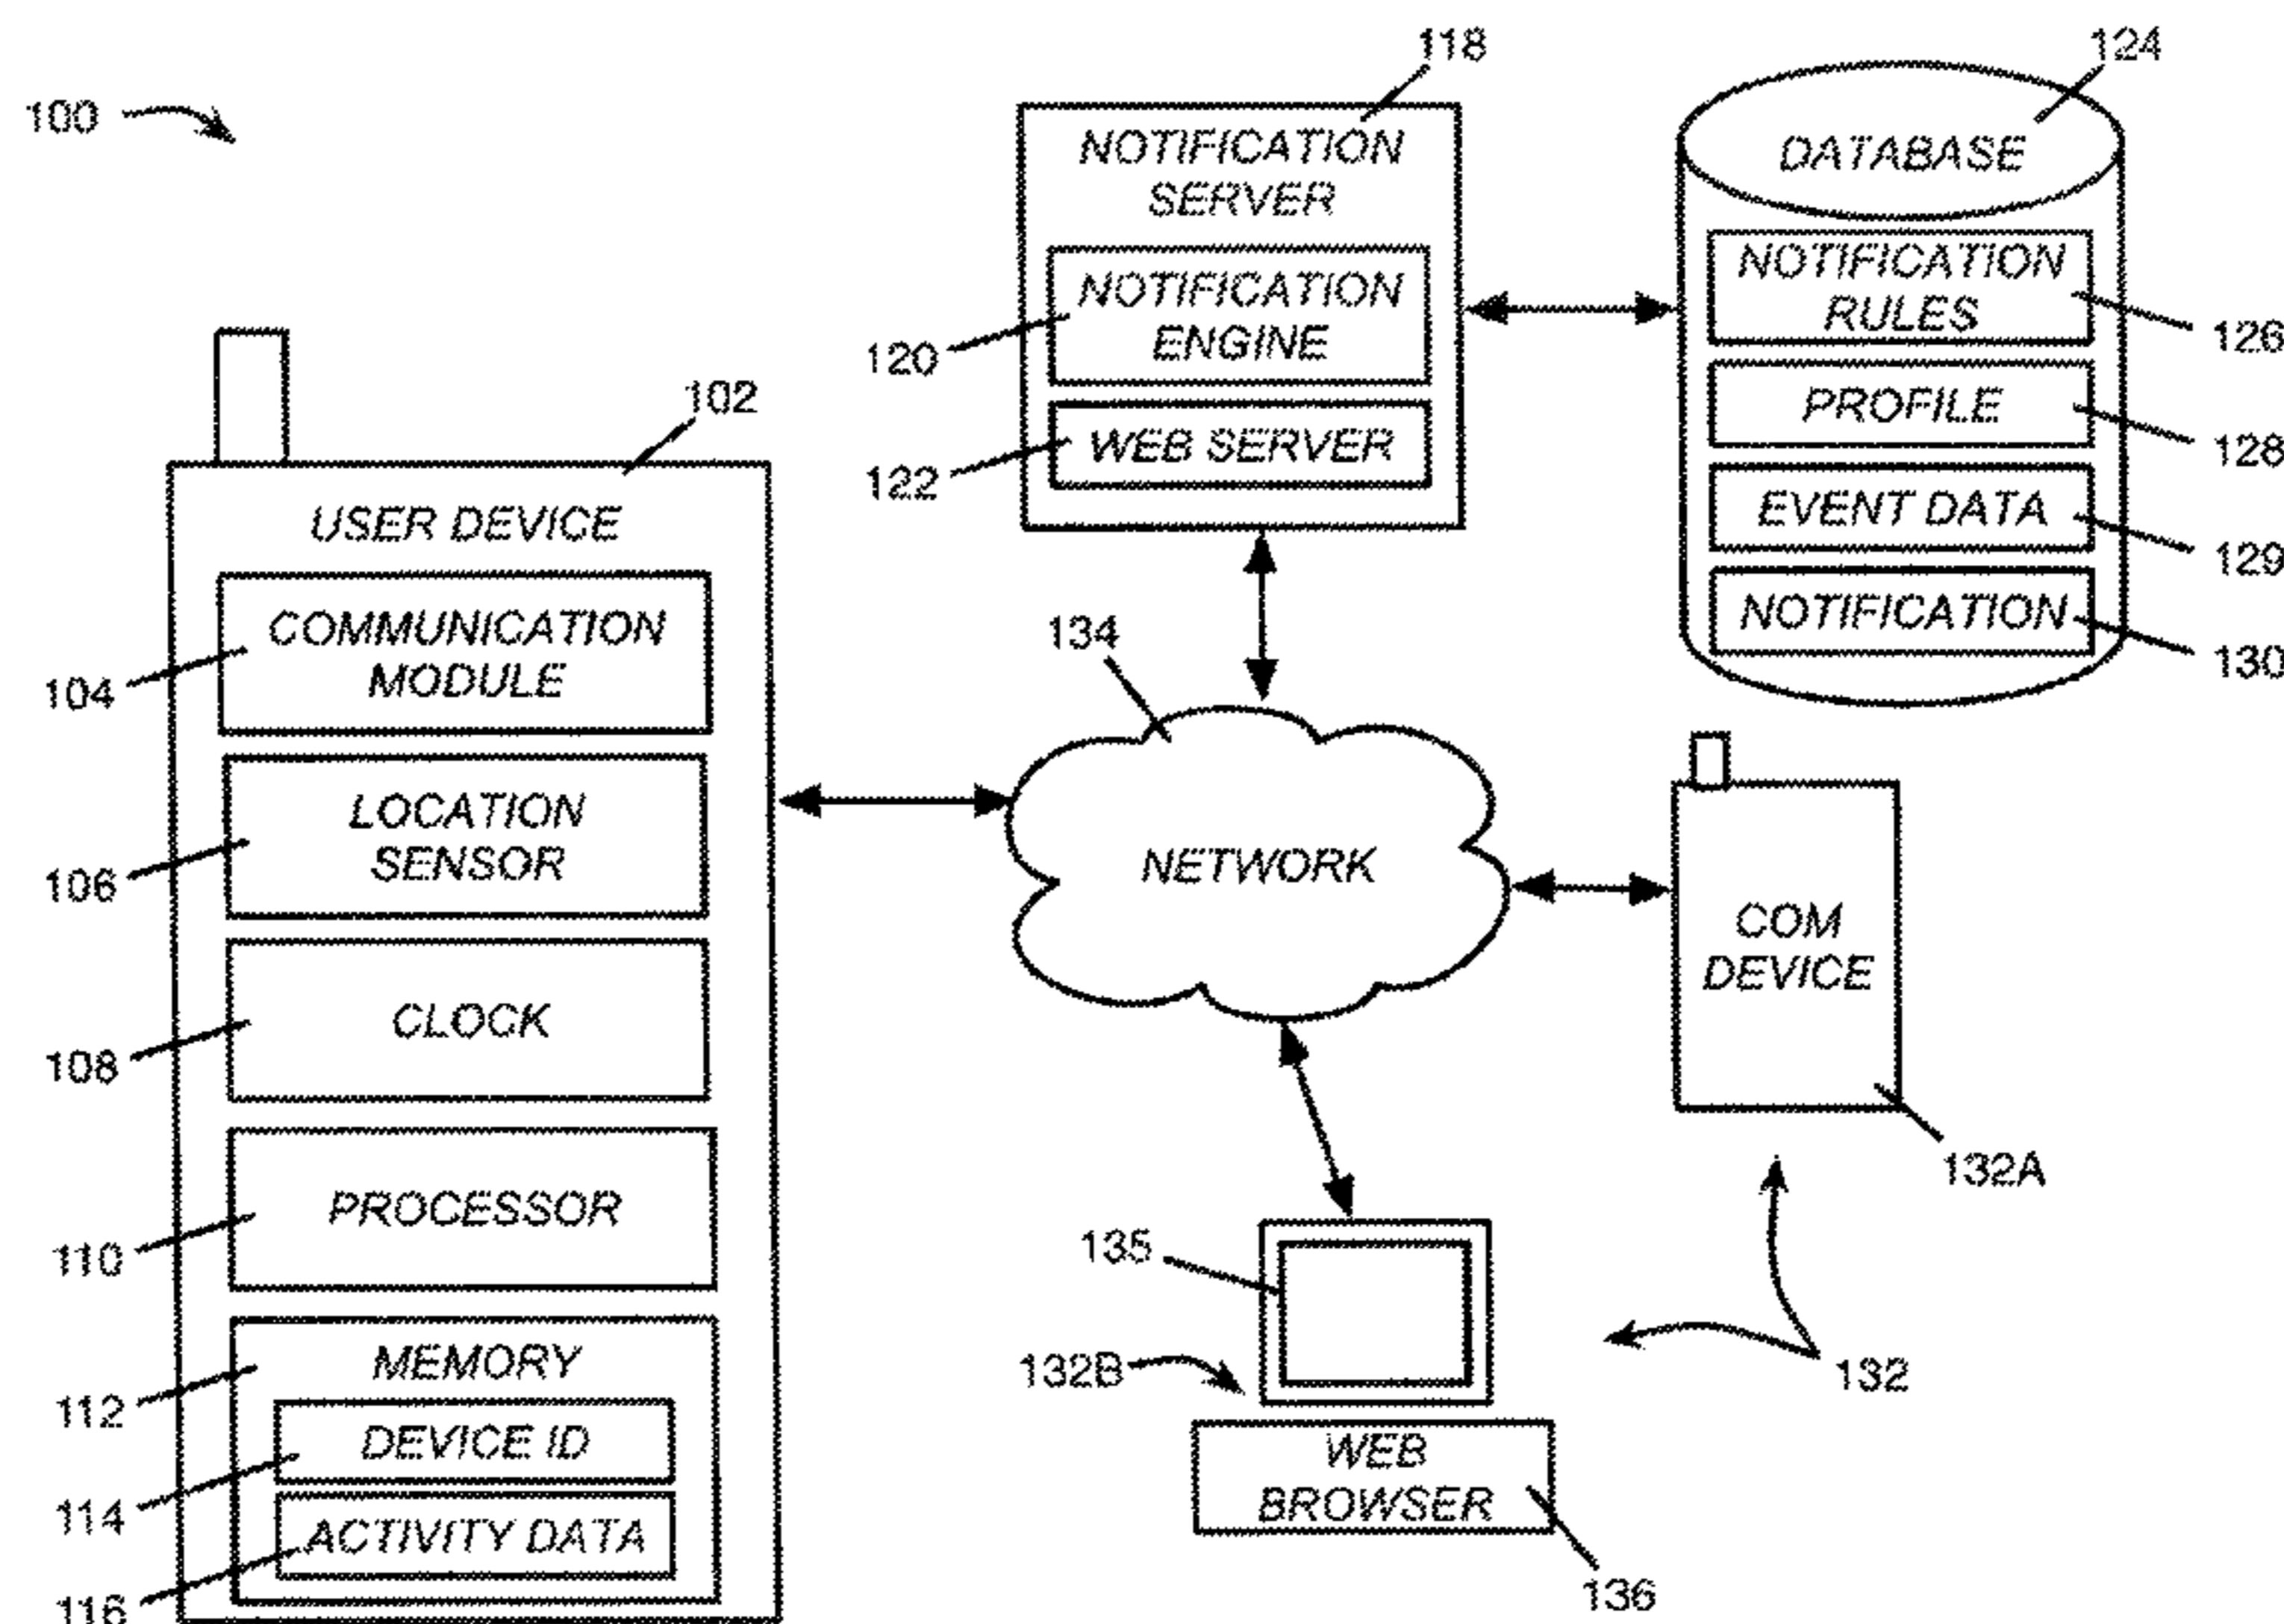 100
118
NOTIFICATION
SERVER
NOTIFICATION
ENGINE
120
WEB SERVER
122
124
DATABASE
NOTIFICATION
RULES
126
PROFILE
128
EVENT DATA
129
NOTIFICATION
130
102
USER DEVICE
COMMUNICATION
MODULE
104
LOCATION
SENSOR
106
CLOCK
108
PROCESSOR
110
MEMORY
112
DEVICE ID
114
ACTIVITY DATA
116
134
NETWORK
COM
DEVICE
132A
135
132B
132
WEB
BROWSER
136